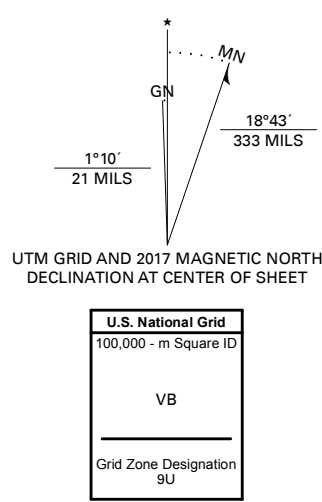 ★
MN
GN
18°43´
333 MILS
1°10´
21 MILS
UTM GRID AND 2017 MAGNETIC NORTH
DECLINATION AT CENTER OF SHEET
U.S. National Grid
100,000 - m Square ID
VB
Grid Zone Designation
9U